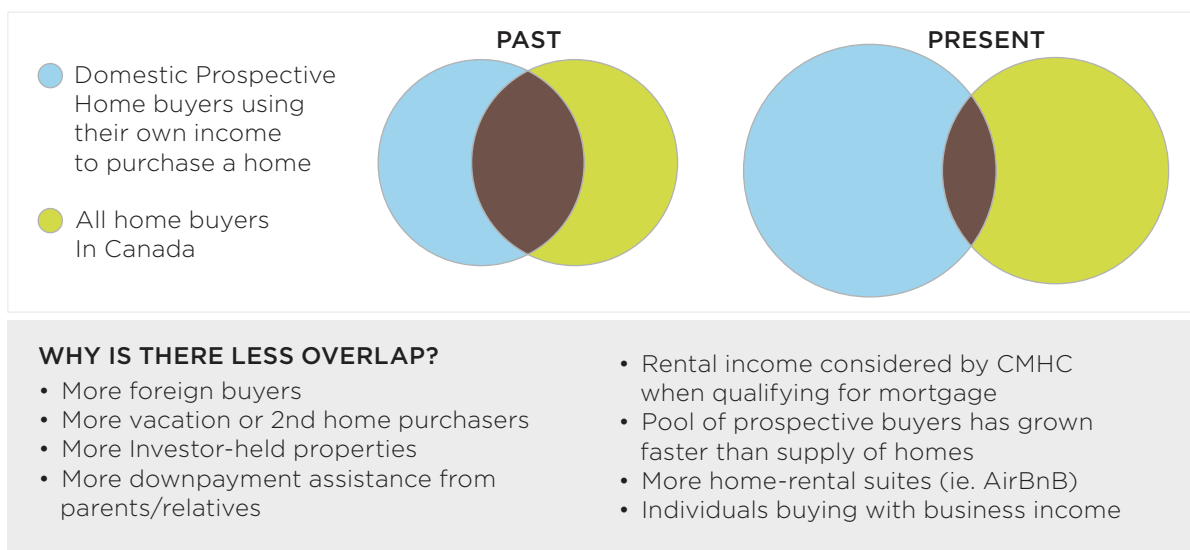 PAST
PRESENT
Domestic Prospective
Home buyers using
their own income
to purchase a home
All home buyers
In Canada
WHY IS THERE LESS OVERLAP?
• More foreign buyers
• More vacation or 2nd home purchasers
• More Investor-held properties
• More downpayment assistance from
parents/relatives
• Rental income considered by CMHC
when qualifying for mortgage
• Pool of prospective buyers has grown
faster than supply of homes
• More home-rental suites (ie. AirBnB)
• Individuals buying with business income